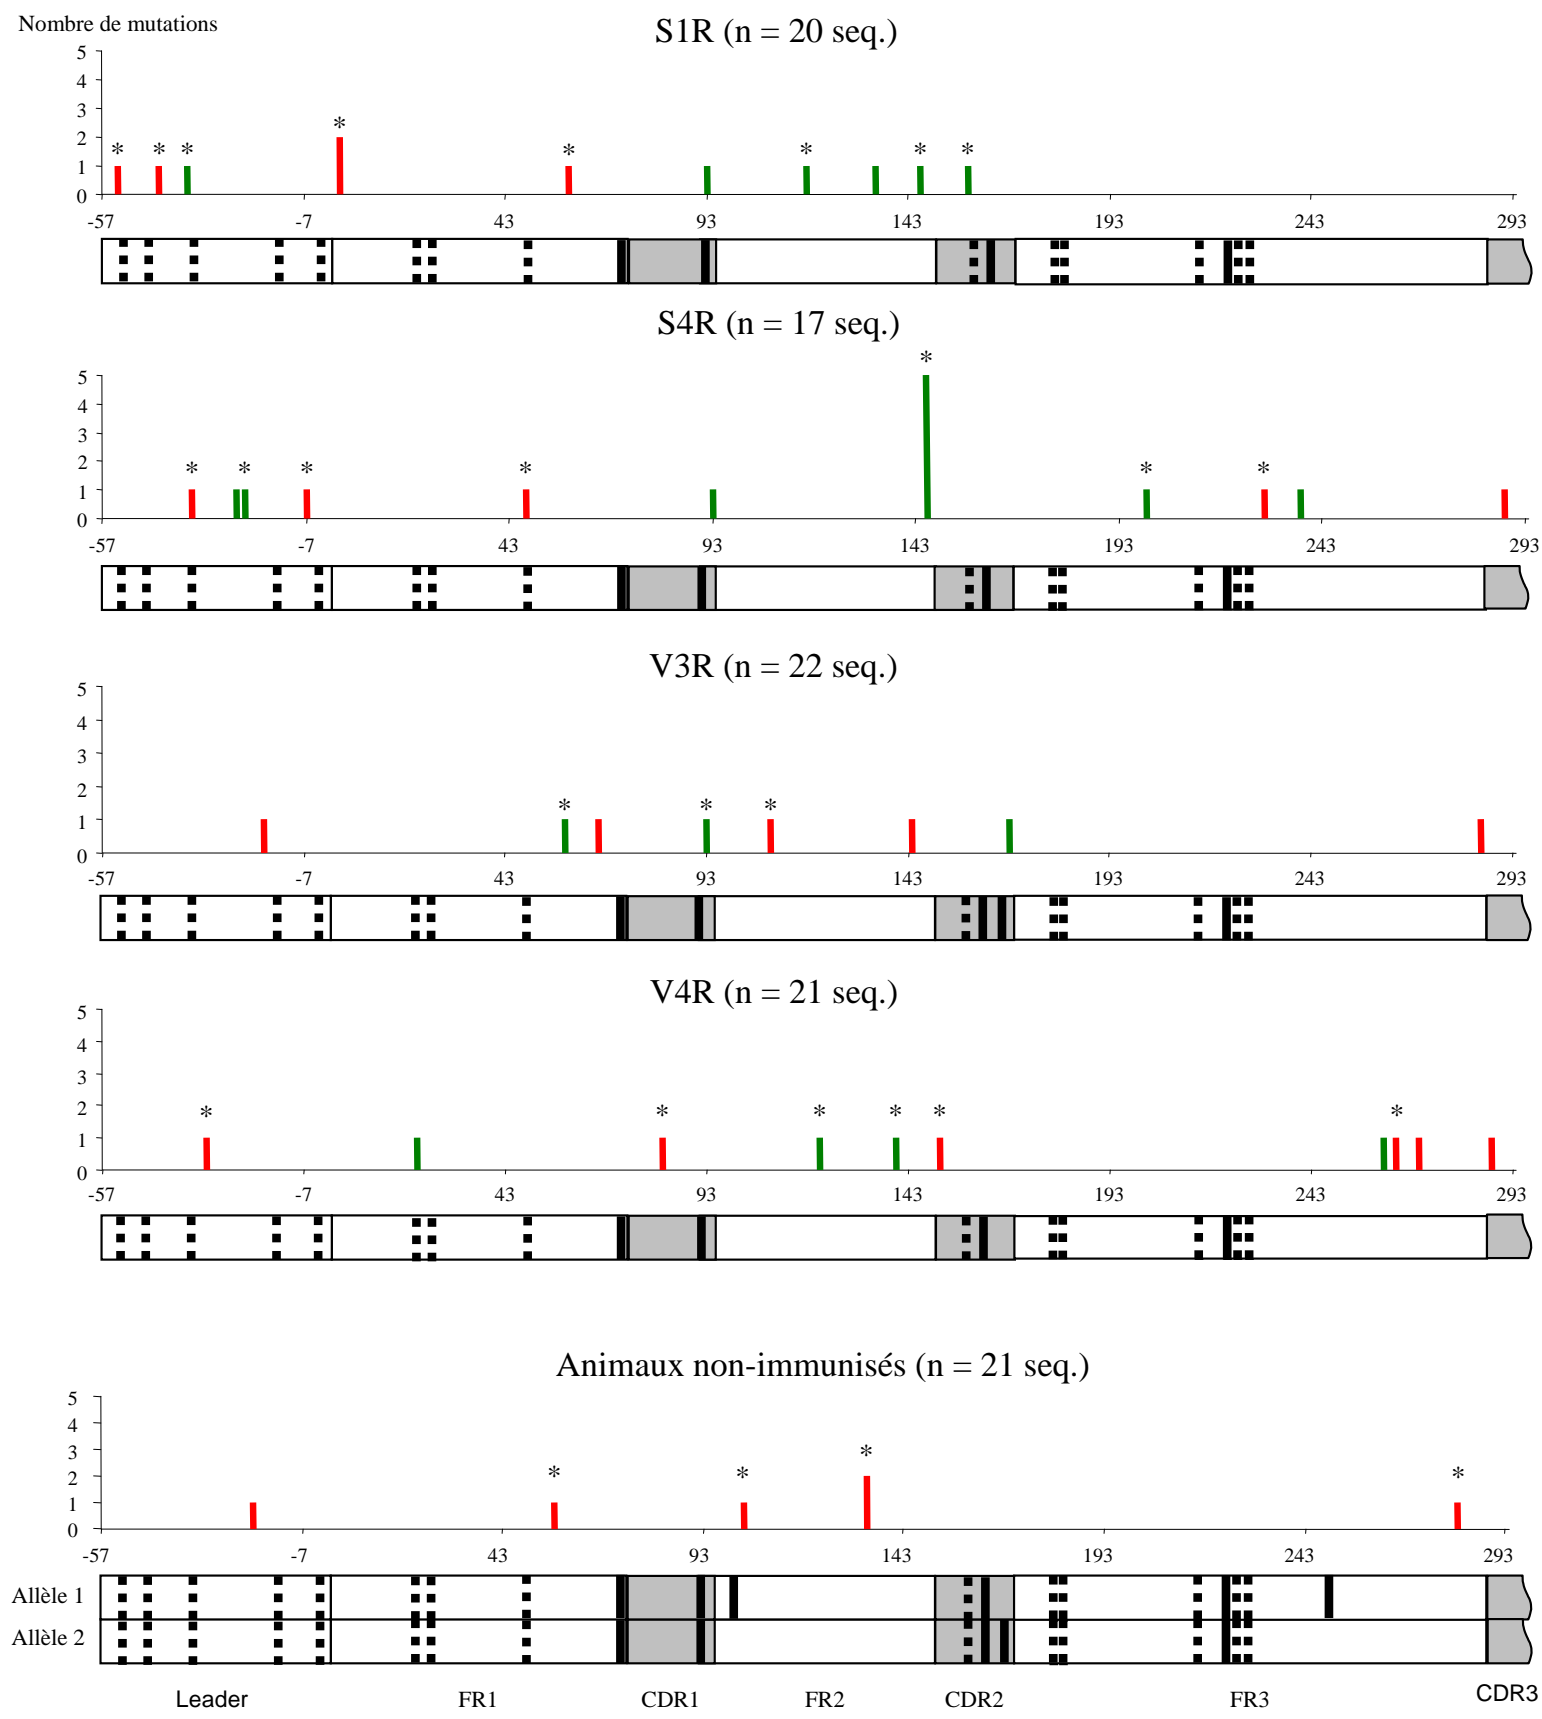 Nombre de mutations
S1R (n = 20 seq.)
5
4
3
2
1
0
* * * * * * * *
-57 -7 43 93 143 193 243 293
S4R (n = 17 seq.)
5
4
3
2
1
0
* * * * * * *
-57 -7 43 93 143 193 243 293
V3R (n = 22 seq.)
5
4
3
2
1
0
* * *
-57 -7 43 93 143 193 243 293
V4R (n = 21 seq.)
5
4
3
2
1
0
* * * * * *
-57 -7 43 93 143 193 243 293
Animaux non-immunisés (n = 21 seq.)
5
4
3
2
1
0
* * * *
-57 -7 43 93 143 193 243 293
Allèle 1
Allèle 2
Leader FR1 CDR1 FR2 CDR2 FR3 CDR3